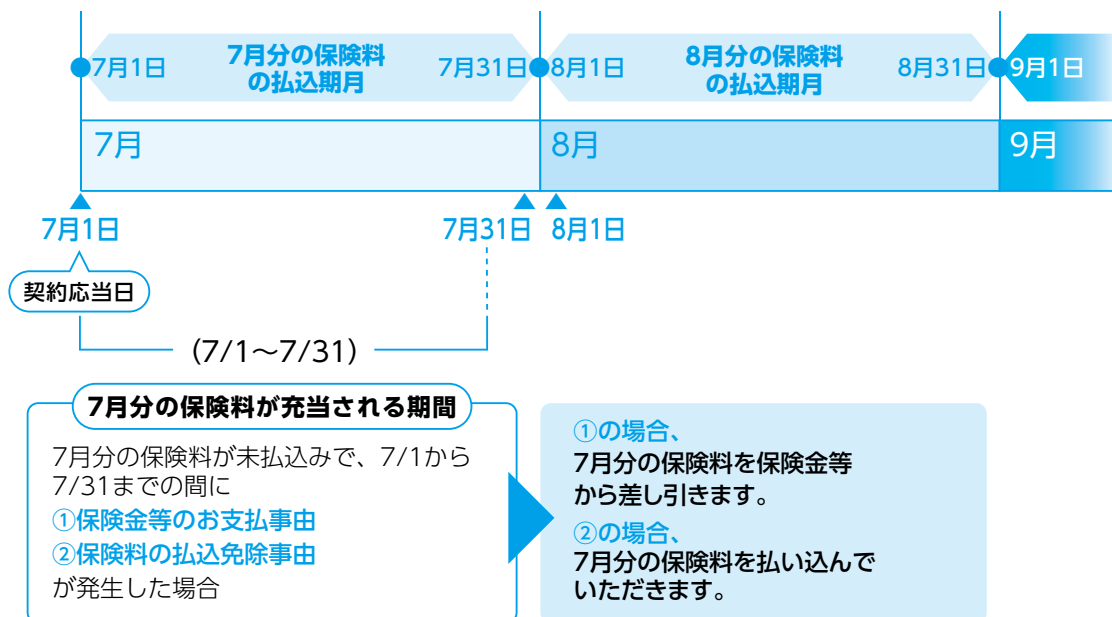 7月1日
7月分の保険料
の払込期月
7月31日
8月1日
8月分の保険料
の払込期月
8月31日
9月1日
7月
8月
9月
7月1日
7月31日
8月1日
契約応当日
(7/1～7/31)
7月分の保険料が充当される期間
7月分の保険料が未払込みで、7/1から
7/31までの間に
①保険金等のお支払事由
②保険料の払込免除事由
が発生した場合
①の場合、
7月分の保険料を保険金等
から差し引きます。
②の場合、
7月分の保険料を払い込んで
いただきます。